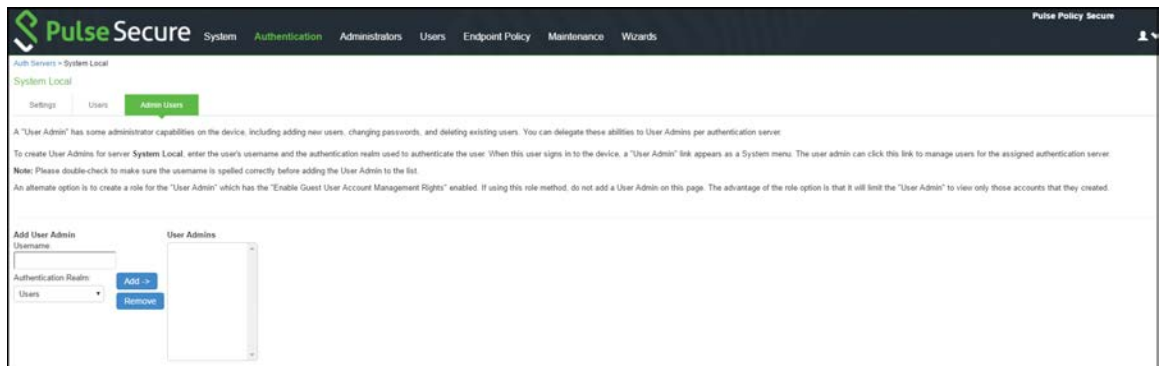 Pulse Policy Secure
Pulse Secure System Authentication Administrators Users Endpoint Policy Maintenance Wizards
Auth Servers > System Local
System Local
Settings Users Admin Users
A "User Admin" has some administrator capabilities on the device, including adding new users, changing passwords, and deleting existing users. You can delegate these abilities to User Admins per authentication server.
To create User Admins for server System Local, enter the user's username and the authentication realm used to authenticate the user. When this user signs in to the device, a "User Admin" link appears as a System menu. The user admin can click this link to manage users for the assigned authentication server.
Note: Please double-check to make sure the username is spelled correctly before adding the User Admin to the list.
An alternate option is to create a role for the "User Admin" which has the "Enable Guest User Account Management Rights" enabled. If using this role method, do not add a User Admin on this page. The advantage of the role option is that it will limit the "User Admin" to view only those accounts that they created.
Add User Admin User Admins
Username
Authentication Realm:
Add ->
Users
Remove